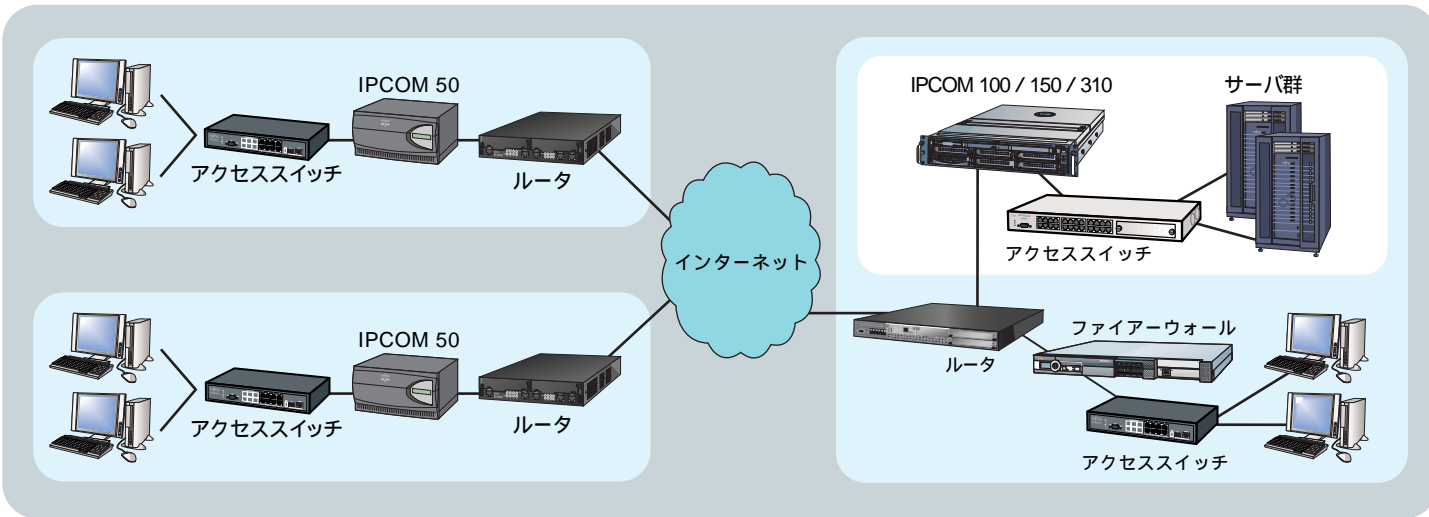 IPCOM 50
アクセススイッチ
ルータ
IPCOM 50
アクセススイッチ
ルータ
インターネット
IPCOM 100 / 150 / 310
サーバ群
アクセススイッチ
ルータ
ファイアーウォール
アクセススイッチ